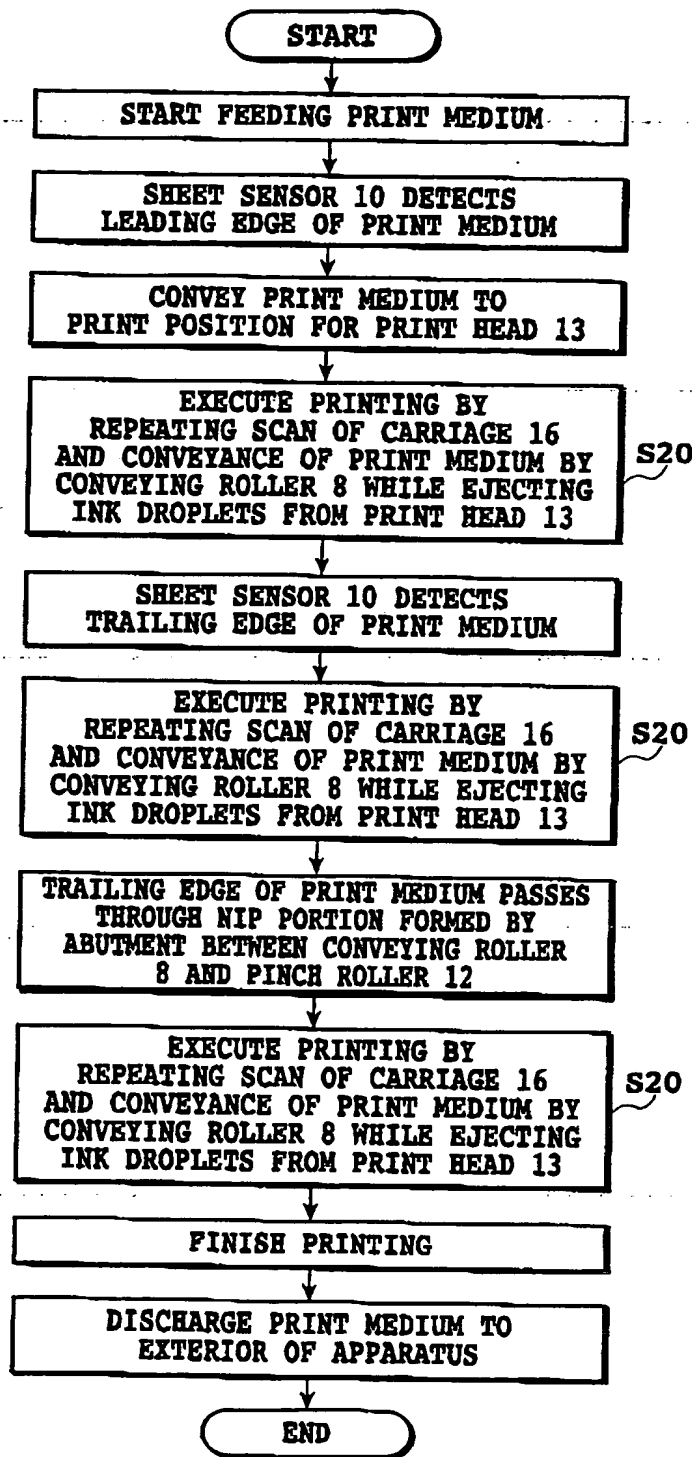 START
START FEEDING PRINT MEDIUM
SHEET SENSOR 10 DETECTS
LEADING EDGE OF PRINT MEDIUM
CONVEY PRINT MEDIUM TO
PRINT POSITION FOR PRINT HEAD 13
EXECUTE PRINTING BY
REPEATING SCAN OF CARRIAGE 16
AND CONVEYANCE OF PRINT MEDIUM BY
CONVEYING ROLLER 8 WHILE EJECTING
INK DROPLETS FROM PRINT HEAD 13
S20
SHEET SENSOR 10 DETECTS
TRAILING EDGE OF PRINT MEDIUM
EXECUTE PRINTING BY
REPEATING SCAN OF CARRIAGE 16
AND CONVEYANCE OF PRINT MEDIUM BY
CONVEYING ROLLER 8 WHILE EJECTING
INK DROPLETS FROM PRINT HEAD 13
S20
TRAILING EDGE OF PRINT MEDIUM PASSES
THROUGH NIP PORTION FORMED BY
ABUTMENT BETWEEN CONVEYING ROLLER
8 AND PINCH ROLLER 12
EXECUTE PRINTING BY
REPEATING SCAN OF CARRIAGE 16
AND CONVEYANCE OF PRINT MEDIUM BY
CONVEYING ROLLER 8 WHILE EJECTING
INK DROPLETS FROM PRINT HEAD 13
S20
FINISH PRINTING
DISCHARGE PRINT MEDIUM TO
EXTERIOR OF APPARATUS
END